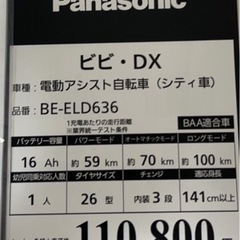 Panasonic
ビビ・DX
車種：電動アシスト自転車（シティ車）
品番：BE-ELD636
1充電あたりの走行距離
※業界統一テスト条件
BAA適合車
バッテリー容量 パワーモード オートマチックモード ロングモード
16 Ah 約 59 km 約 70 km 約 100 km
幼児同乗対応人数 タイヤサイズ チェンジ 適応身長
1人 26型 内装3段 141cm以上
110,800